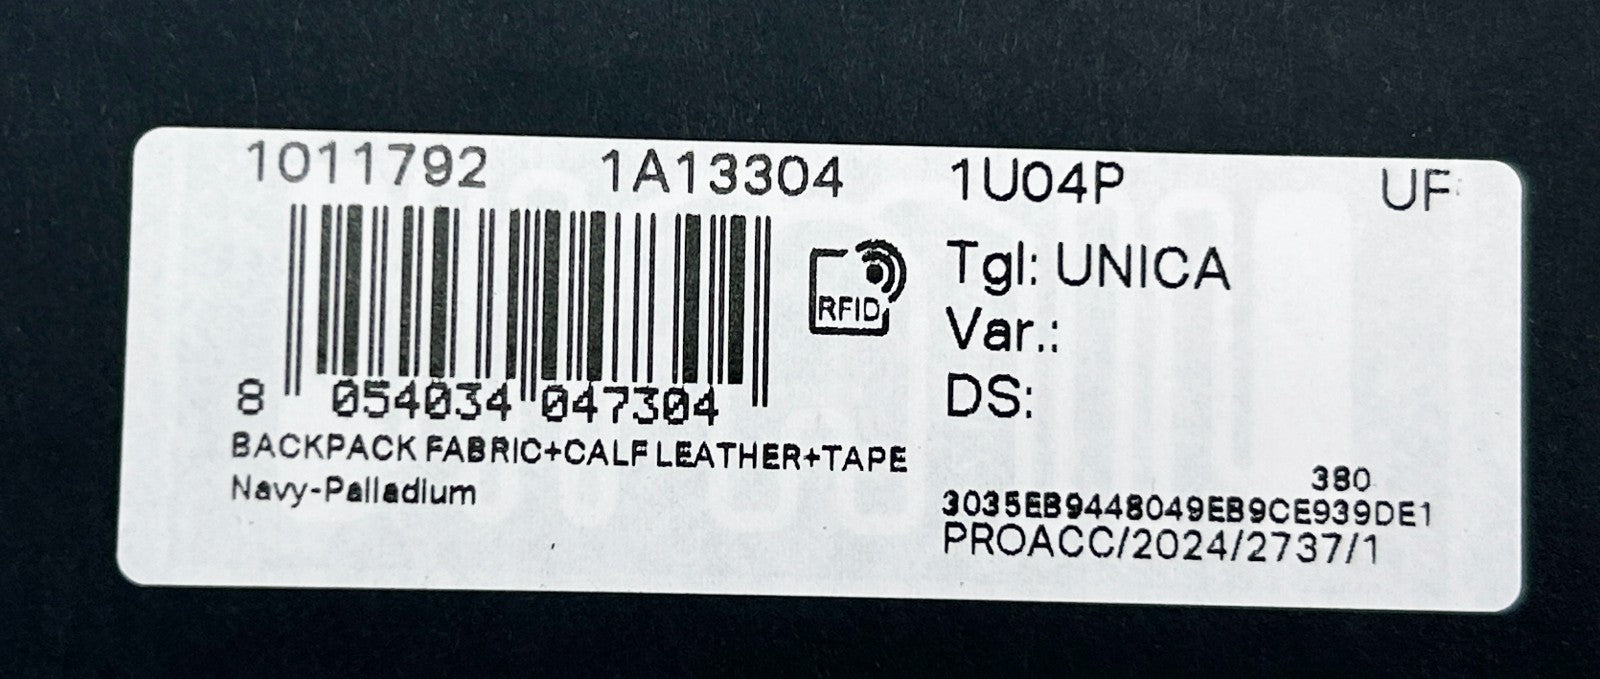 1011792 1A13304 1U04P UF
Tgl: UNICA
RFID
Var.:
DS:
8 054034 047304
BACKPACK FABRIC+CALF LEATHER+TAPE
Navy-Palladium
380
3035EB9448049EB9CE939DE1
PROACC/2024/2737/1